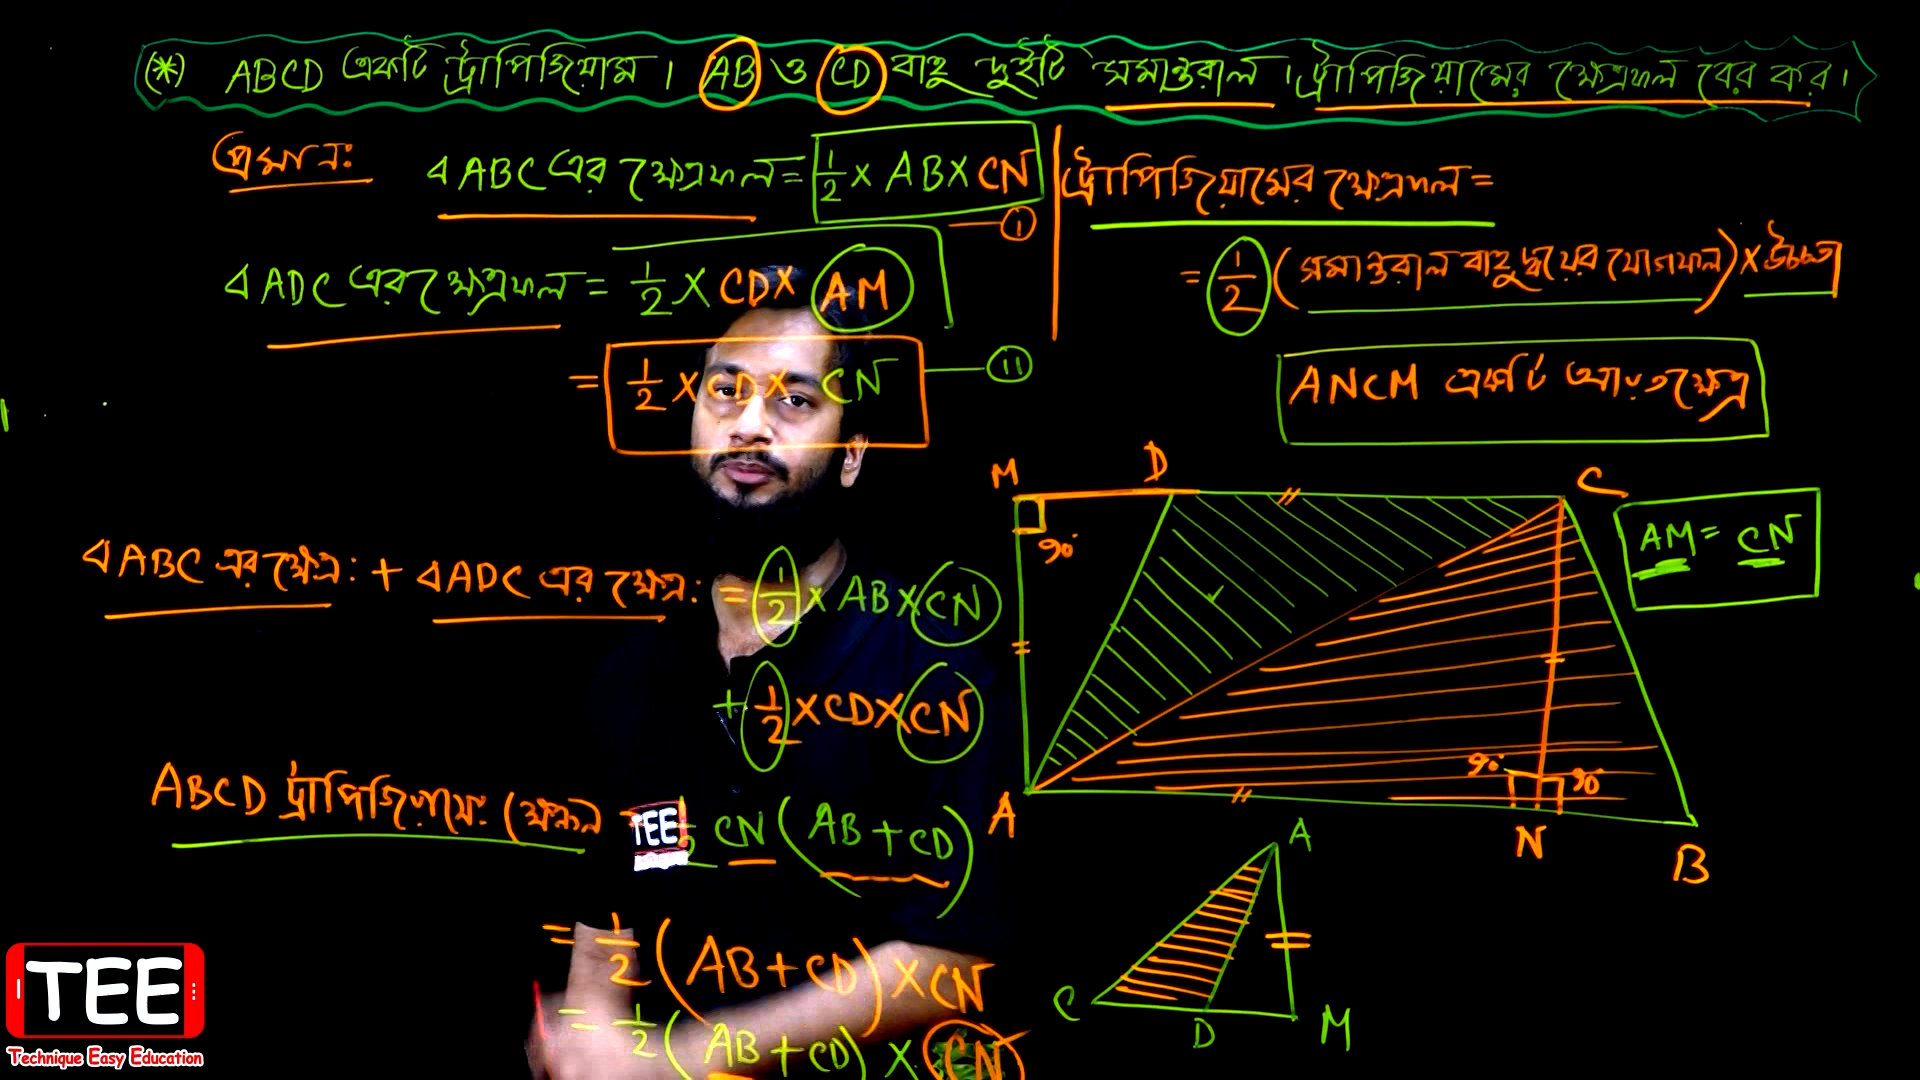 (*) ABCD একটি ট্রাপিজিয়াম। AB ও CD বাহু দুইটি সমান্তরাল। ট্রাপিজিয়ামের ক্ষেত্রফল বের কর।
প্রমাণঃ
◁ABC এর ক্ষেত্রফল = 1/2 × AB × CN — (i)
◁ADC এর ক্ষেত্রফল = 1/2 × CD × AM
= 1/2 × CD × CN — (ii)
ট্রাপিজিয়ামের ক্ষেত্রফল =
= 1/2 (সমান্তরাল বাহুদ্বয়ের যোগফল) × উচ্চতা
ANCM একটি আয়তক্ষেত্র
◁ABC এর ক্ষেত্র: + ◁ADC এর ক্ষেত্র: = 1/2 × AB × CN
+ 1/2 × CD × CN
ABCD
CN (AB + CD)
= 1/2 (AB + CD) × CN
= 1/2 (AB + CD) × CN
M D C
90°
AM = CN
90° 90°
A N B
A
C D M
TEE
TEE
Technique Easy Education